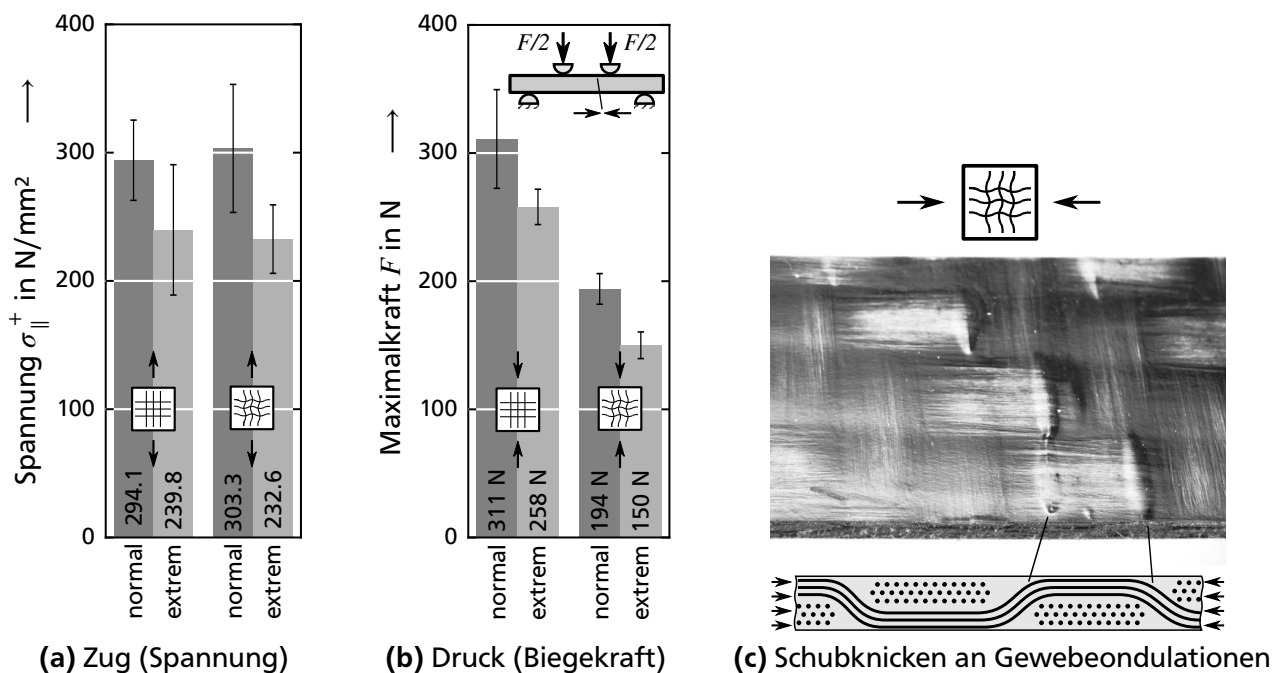 Spannung σ∥⁺ in N/mm²
400
300
200
100
0
294.1
239.8
303.3
232.6
normal
extrem
normal
extrem
(a) Zug (Spannung)
Maximalkraft F in N
400
300
200
100
0
F/2
F/2
311 N
258 N
194 N
150 N
normal
extrem
normal
extrem
(b) Druck (Biegekraft)
(c) Schubknicken an Gewebeondulationen